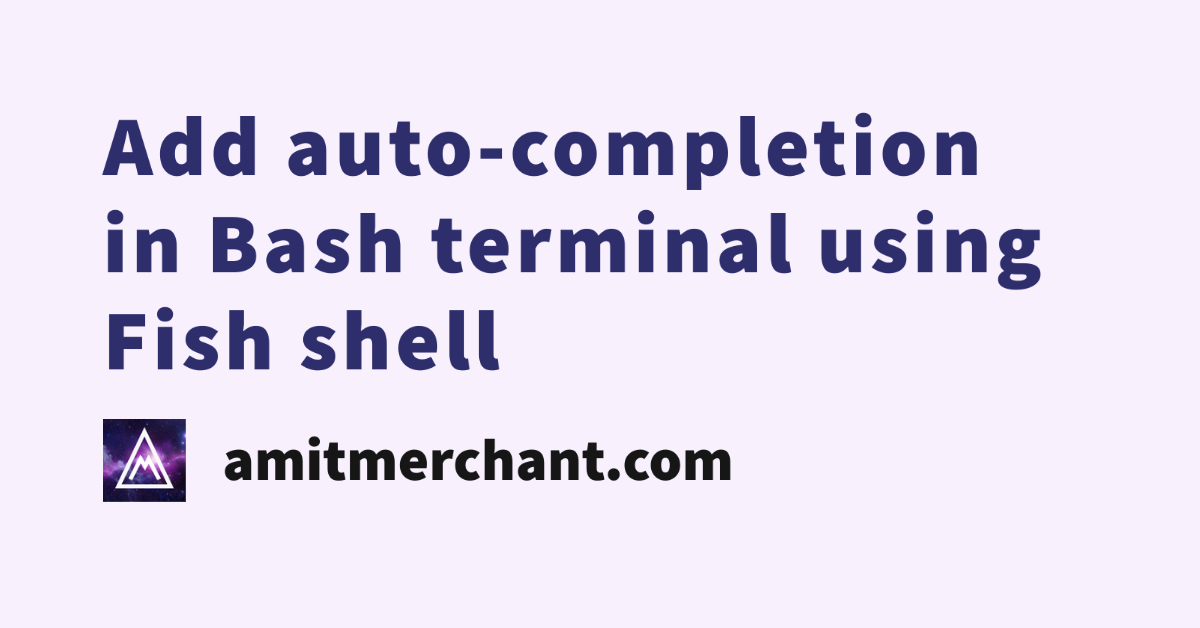 Add auto-completion
in Bash terminal using
Fish shell
amitmerchant.com